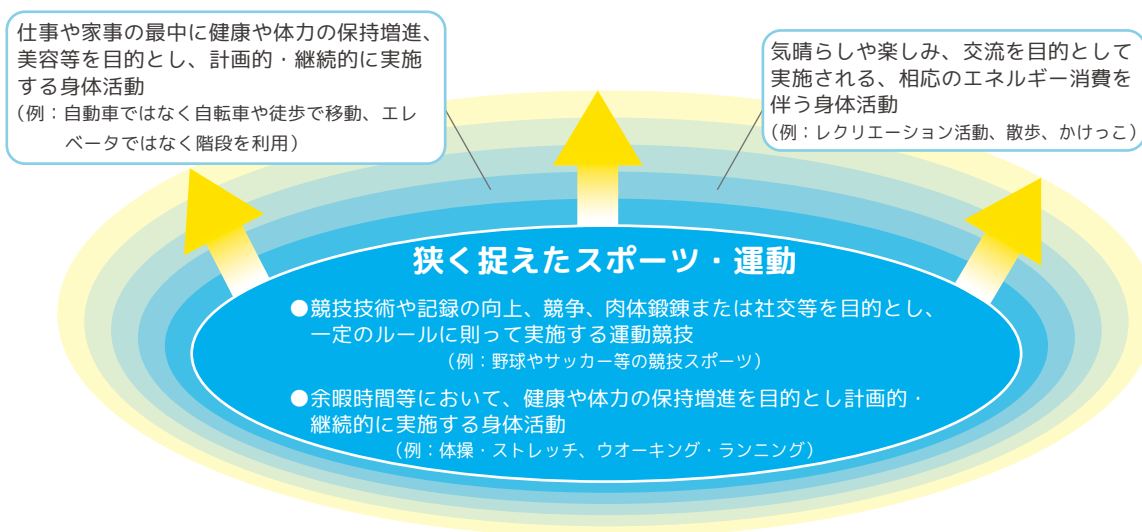 仕事や家事の最中に健康や体力の保持増進、
美容等を目的とし、計画的・継続的に実施
する身体活動
（例：自動車ではなく自転車や徒歩で移動、エレ
ベータではなく階段を利用）
気晴らしや楽しみ、交流を目的として
実施される、相応のエネルギー消費を
伴う身体活動
（例：レクリエーション活動、散歩、かけっこ）
狭く捉えたスポーツ・運動
●競技技術や記録の向上、競争、肉体鍛錬または社交等を目的とし、
一定のルールに則って実施する運動競技
（例：野球やサッカー等の競技スポーツ）
●余暇時間等において、健康や体力の保持増進を目的とし計画的・
継続的に実施する身体活動
（例：体操・ストレッチ、ウオーキング・ランニング）